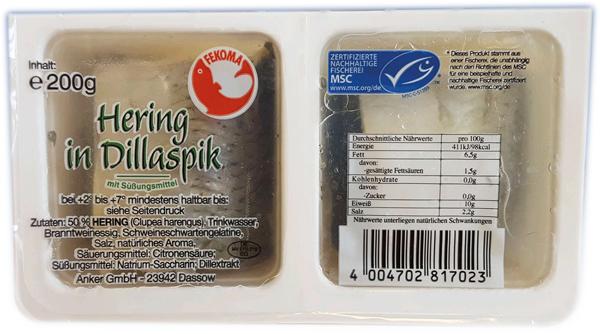 Inhalt:
e 200g
FEKOMA
Hering
in Dillaspik
mit Süßungsmittel
bei +2° bis +7° mindestens haltbar bis:
siehe Seitendruck
Zutaten: 50 % HERING (Clupea harengus), Trinkwasser,
Branntweinessig, Schweineschwartengelatine,
Salz, natürliches Aroma,
Säuerungsmittel: Citronensäure;
Süßungsmittel: Natrium-Saccharin; Dillextrakt
Anker GmbH - 23942 Dassow
ZERTIFIZIERTE
NACHHALTIGE
FISCHEREI
MSC
www.msc.org/de
* Dieses Produkt stammt aus
einer Fischerei, die unabhängig
nach den Richtlinien des MSC
für eine beispielhafte und
nachhaltige Fischerei zertifiziert
wurde. www.msc.org/de
Durchschnittliche Nährwerte pro 100g
Energie 411kJ/98kcal
Fett 6,5g
davon:
-gesättigte Fettsäuren 1,5g
Kohlenhydrate 0,0g
davon:
-Zucker 0,0g
Eiweiß 10g
Salz 2,2g
Nährwerte unterliegen natürlichen Schwankungen
4 004702 817023